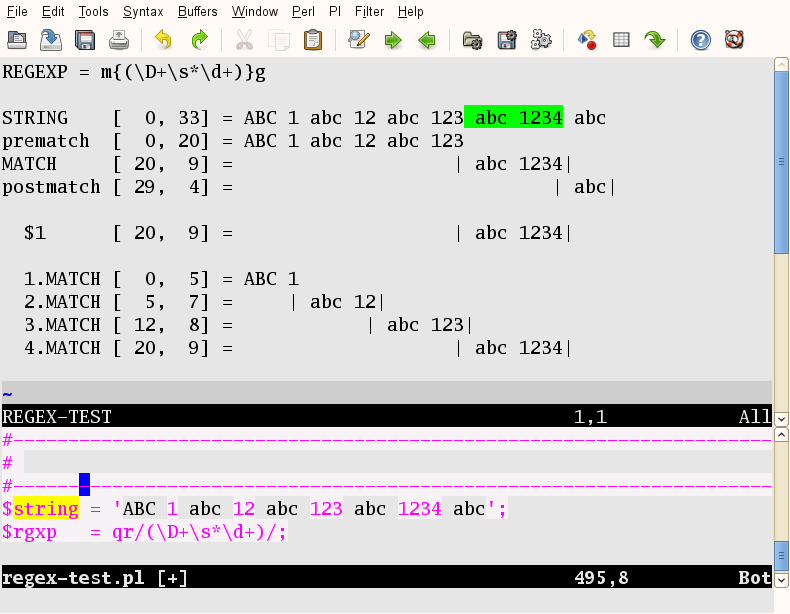 File Edit Tools Syntax Buffers Window Perl Pl Filter Help
REGEXP = m{(\D+\s*\d+)}g
STRING    [  0, 33] = ABC 1 abc 12 abc 123 abc 1234 abc
prematch  [  0, 20] = ABC 1 abc 12 abc 123
MATCH     [ 20,  9] =                    | abc 1234|
postmatch [ 29,  4] =                             | abc|
  $1      [ 20,  9] =                    | abc 1234|
  1.MATCH [  0,  5] = ABC 1
  2.MATCH [  5,  7] =     | abc 12|
  3.MATCH [ 12,  8] =            | abc 123|
  4.MATCH [ 20,  9] =                    | abc 1234|
~
REGEX-TEST                                          1,1            All
#---------------------------------------------------------------------
#
#---------------------------------------------------------------------
$string = 'ABC 1 abc 12 abc 123 abc 1234 abc';
$rgxp   = qr/(\D+\s*\d+)/;
regex-test.pl [+]                                   495,8          Bot